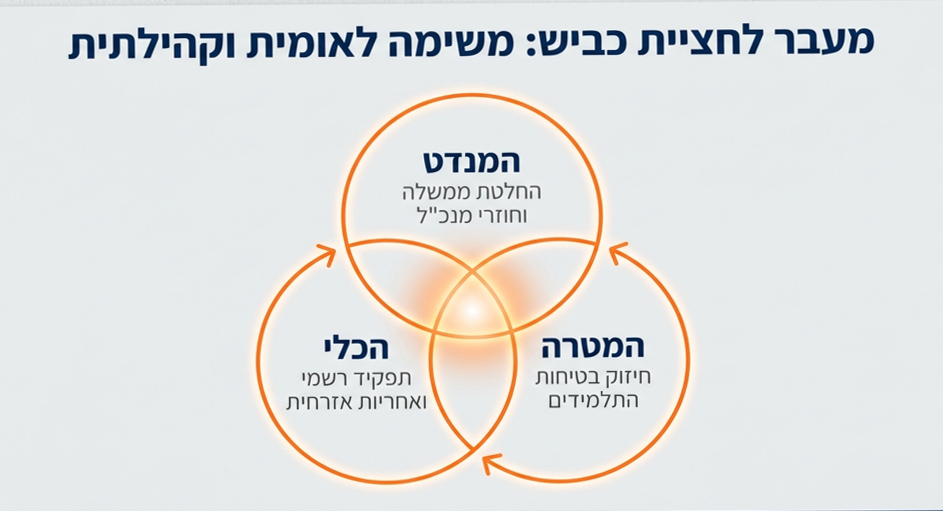 מעבר לחציית כביש: משימה לאומית וקהילתית
המנדט
החלטת ממשלה
וחוזרי מנכ"ל
המטרה
חיזוק בטיחות
התלמידים
הכלי
תפקיד רשמי
ואחריות אזרחית